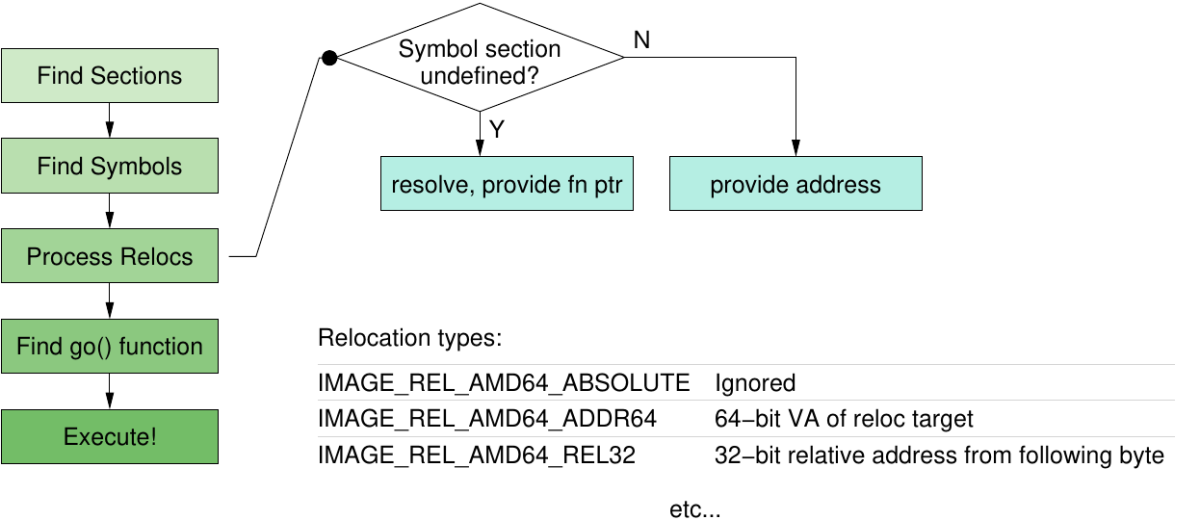 Find Sections
Find Symbols
Process Relocs
Find go() function
Execute!
Symbol section
undefined?
N
Y
resolve, provide fn ptr
provide address
Relocation types:
IMAGE_REL_AMD64_ABSOLUTE Ignored
IMAGE_REL_AMD64_ADDR64 64−bit VA of reloc target
IMAGE_REL_AMD64_REL32 32−bit relative address from following byte
etc...